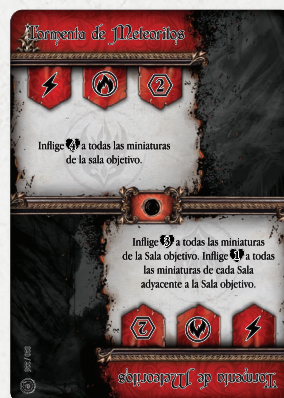 Tormenta de Meteoritos
2
Inflige 4 a todas las miniaturas
de la sala objetivo.
Inflige 3 a todas las miniaturas
de la Sala objetivo. Inflige 1 a todas
las miniaturas de cada Sala
adyacente a la Sala objetivo.
2
Tormenta de Meteoritos